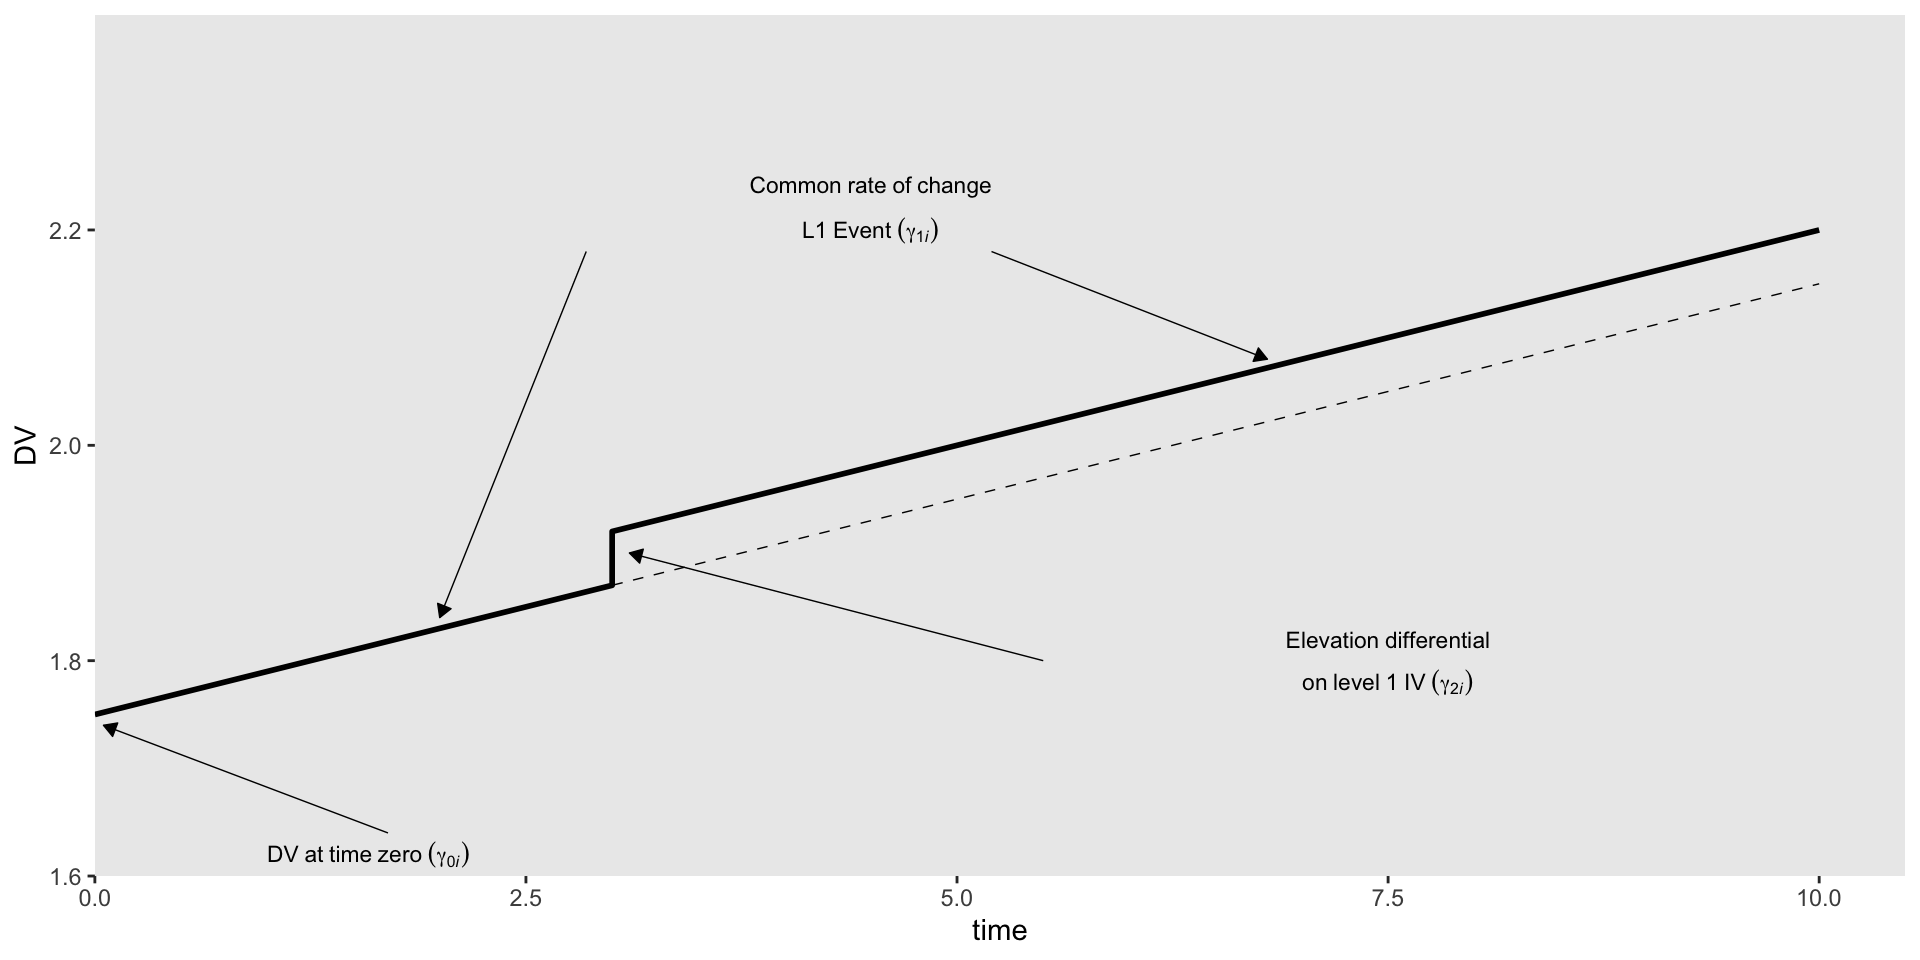 Common rate of change
L1 Event (γ1i)
2.2
2.0
DV
1.8
1.6
Elevation differential
on level 1 IV (γ2i)
DV at time zero (γ0i)
0.0 2.5 5.0 7.5 10.0
time